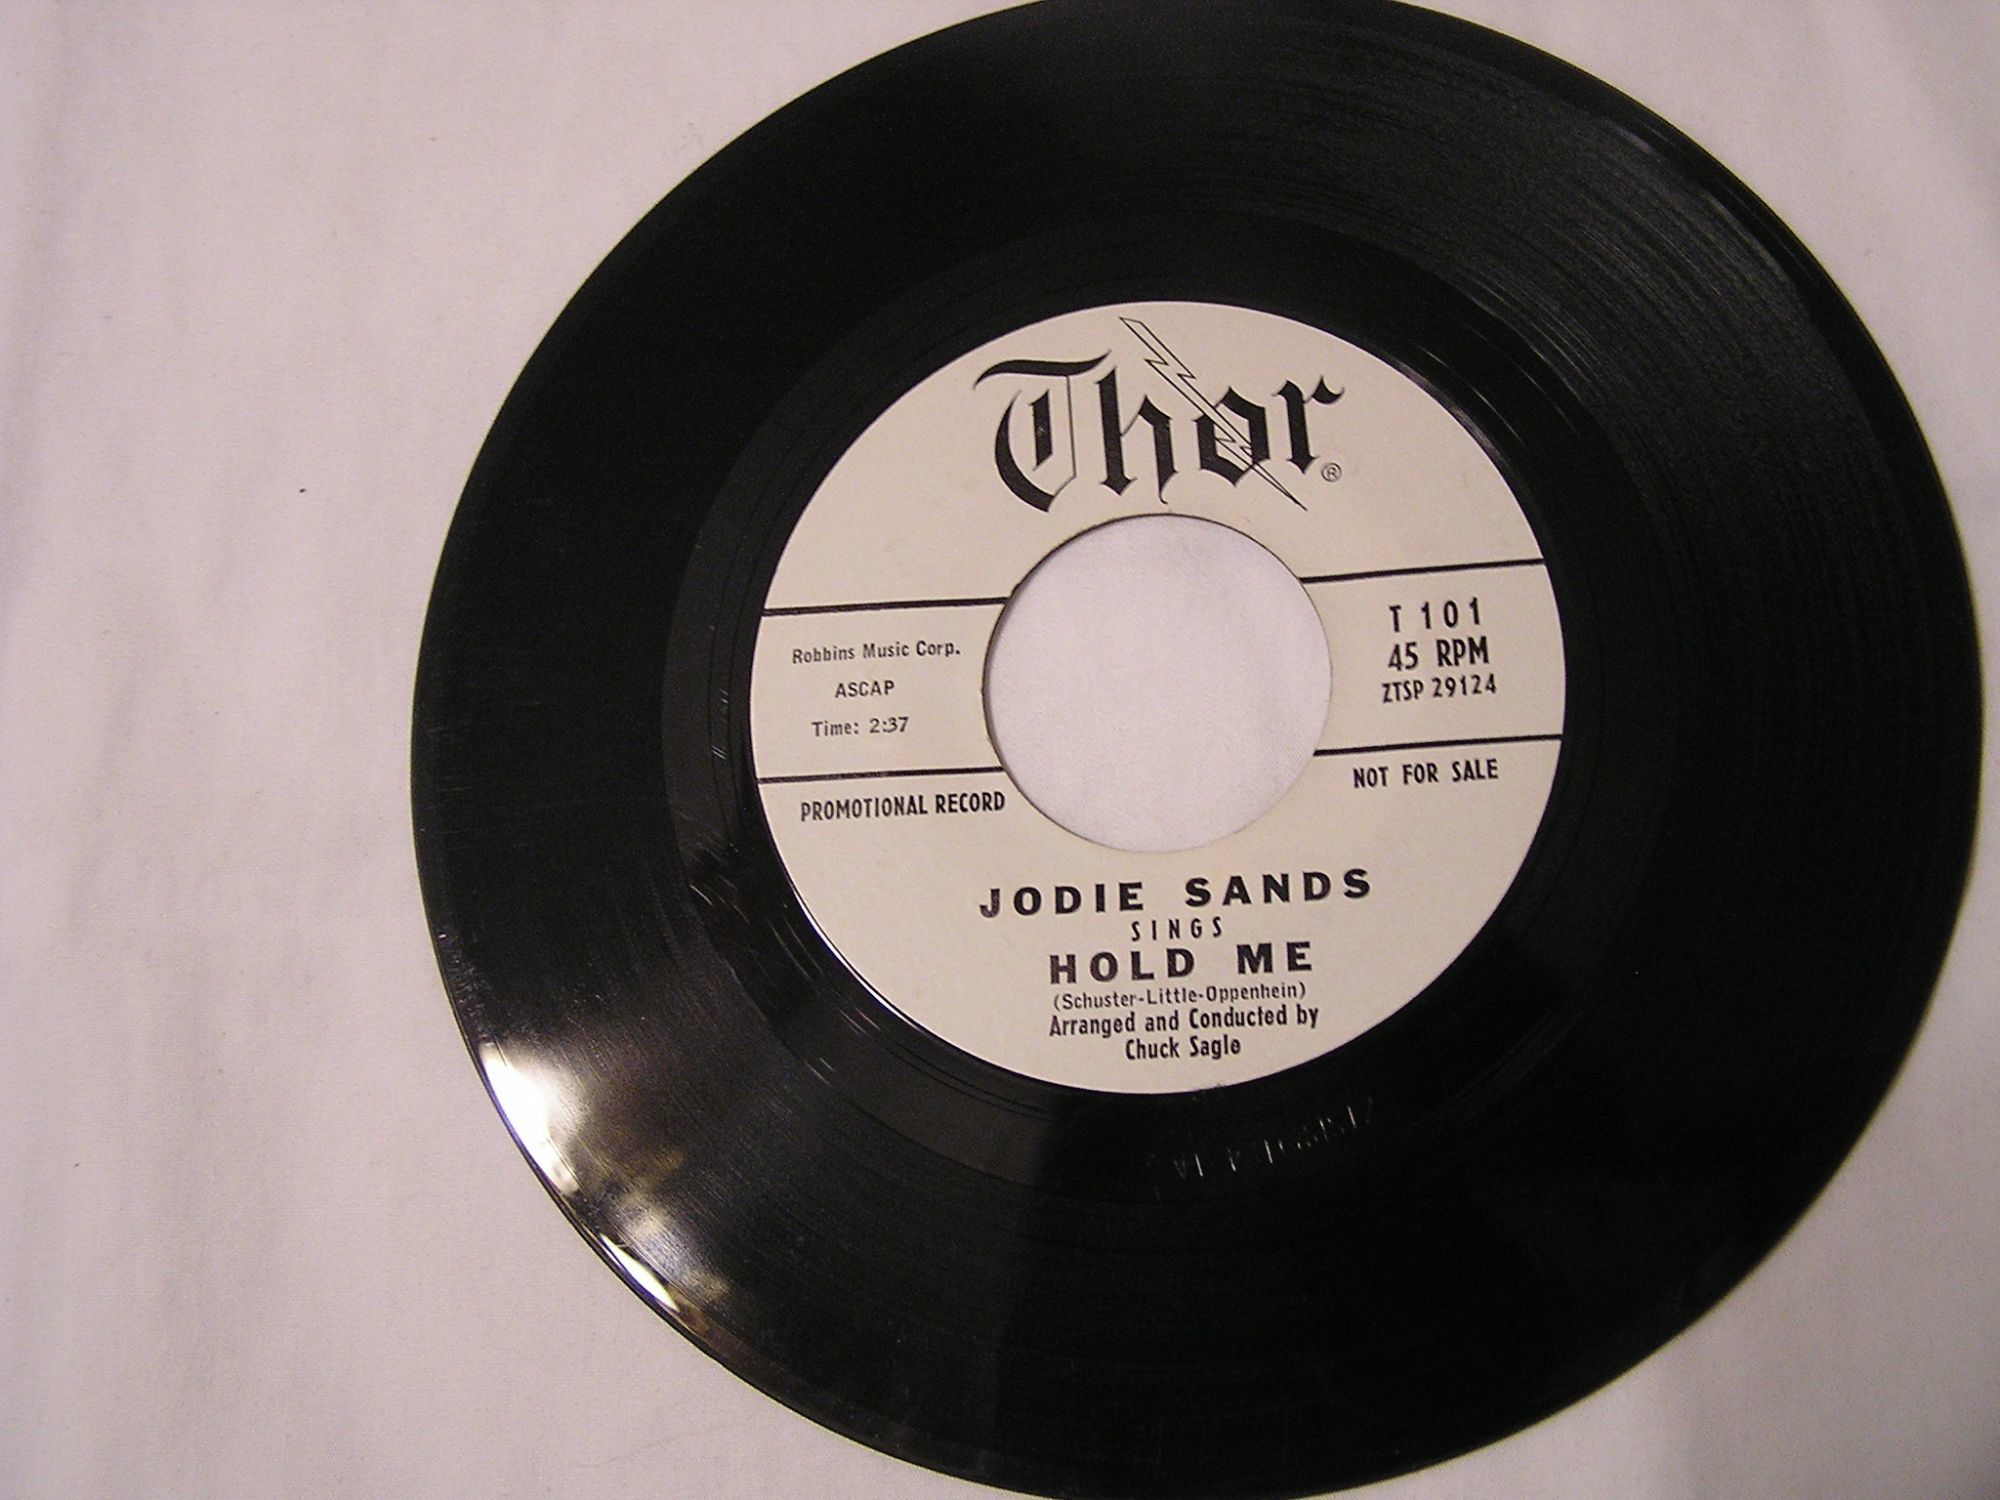 Thor®
Robbins Music Corp.
ASCAP
Time: 2:37
T 101
45 RPM
ZTSP 29124
PROMOTIONAL RECORD
NOT FOR SALE
JODIE SANDS
SINGS
HOLD ME
(Schuster-Little-Oppenhein)
Arranged and Conducted by
Chuck Sagle